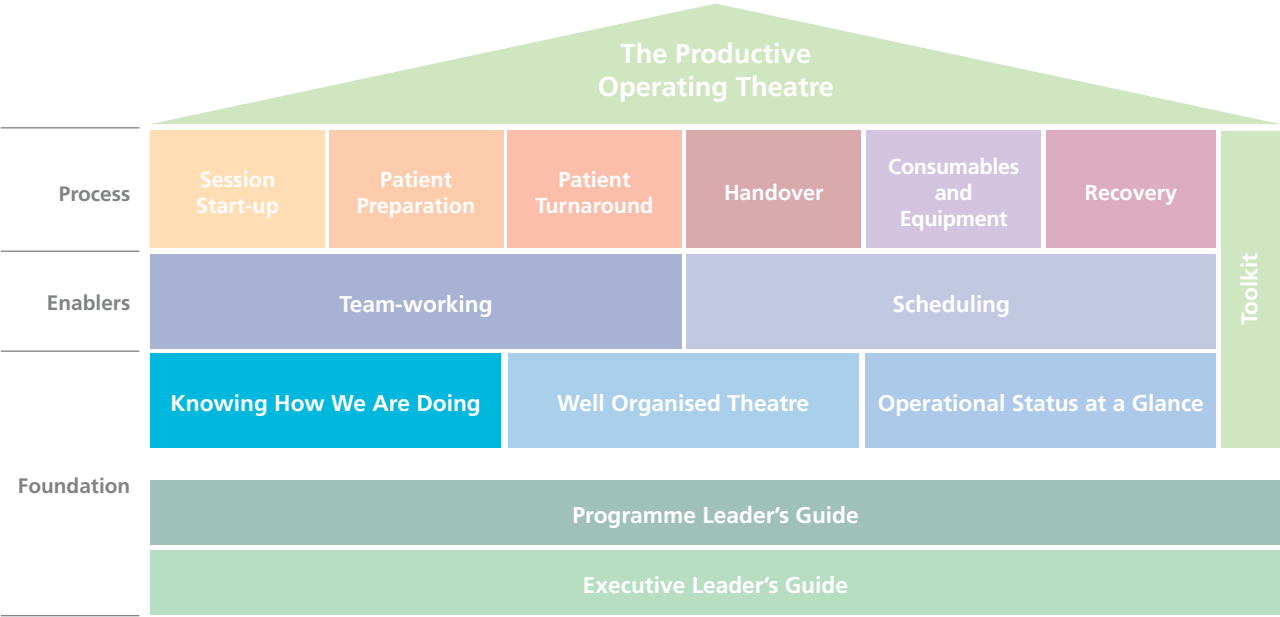 The Productive
Operating Theatre
Process
Session
Start-up
Patient
Preparation
Patient
Turnaround
Handover
Consumables
and
Equipment
Recovery
Toolkit
Enablers
Team-working
Scheduling
Knowing How We Are Doing
Well Organised Theatre
Operational Status at a Glance
Foundation
Programme Leader’s Guide
Executive Leader’s Guide